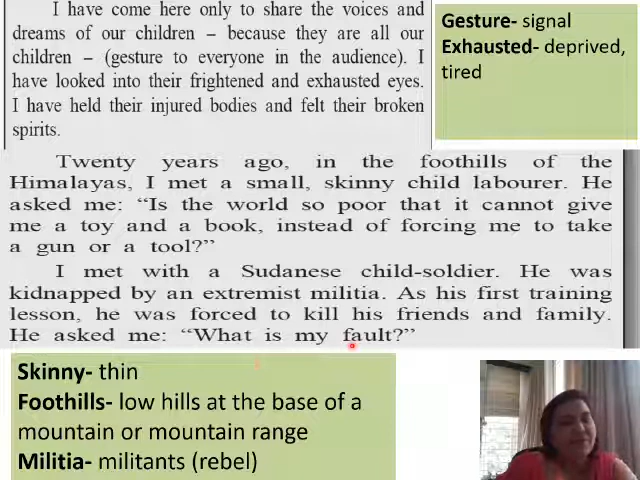 I have come here only to share the voices and
dreams of our children – because they are all our
children – (gesture to everyone in the audience). I
have looked into their frightened and exhausted eyes.
I have held their injured bodies and felt their broken
spirits.
Gesture- signal
Exhausted- deprived,
tired
Twenty years ago, in the foothills of the
Himalayas, I met a small, skinny child labourer. He
asked me: “Is the world so poor that it cannot give
me a toy and a book, instead of forcing me to take
a gun or a tool?”
I met with a Sudanese child-soldier. He was
kidnapped by an extremist militia. As his first training
lesson, he was forced to kill his friends and family.
He asked me: “What is my fault?”
Skinny- thin
Foothills- low hills at the base of a
mountain or mountain range
Militia- militants (rebel)